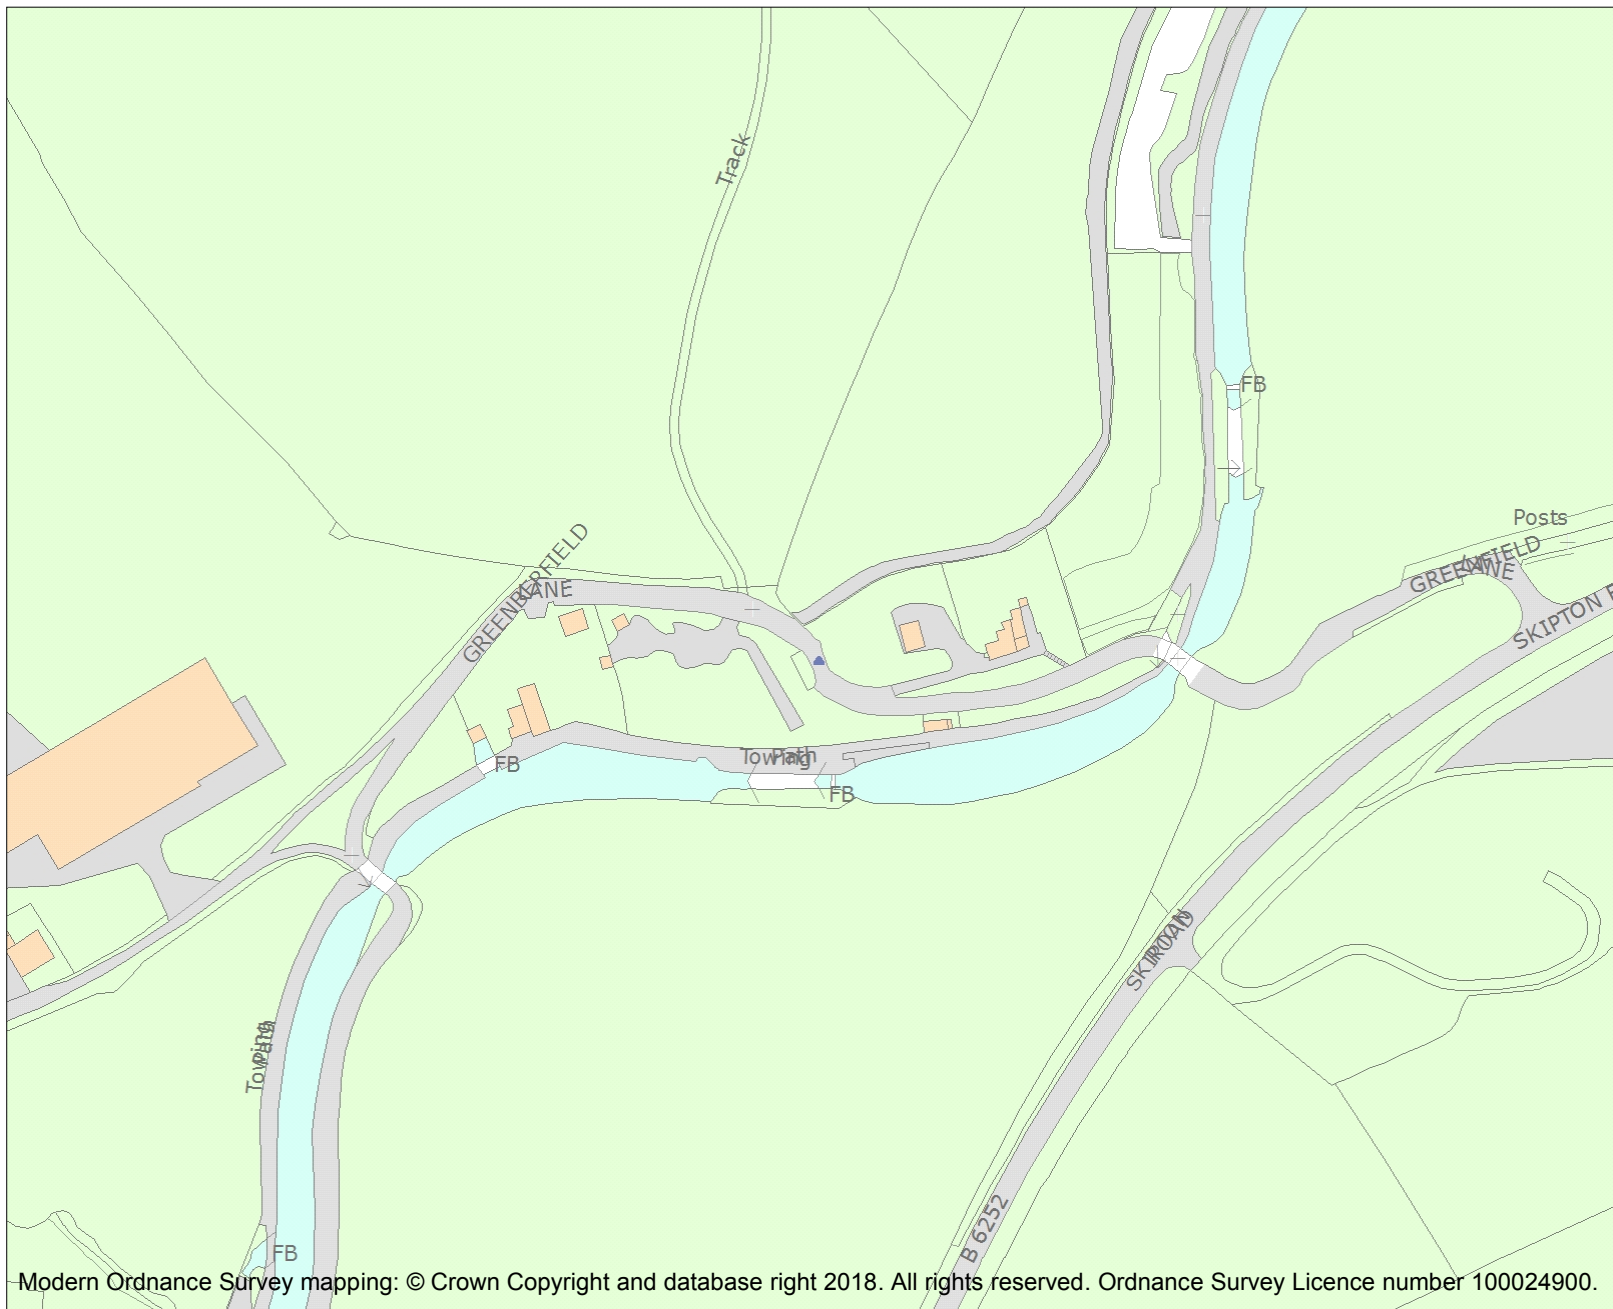 Track
FB
Posts
GREENBERFIELD
LANE
GREENBERFIELD
LANE
SKIPTON R
Towing
Path
FB
FB
SKIPTON
ROAD
Towing
Path
B 6252
FB
Modern Ordnance Survey mapping: © Crown Copyright and database right 2018. All rights reserved. Ordnance Survey Licence number 100024900.